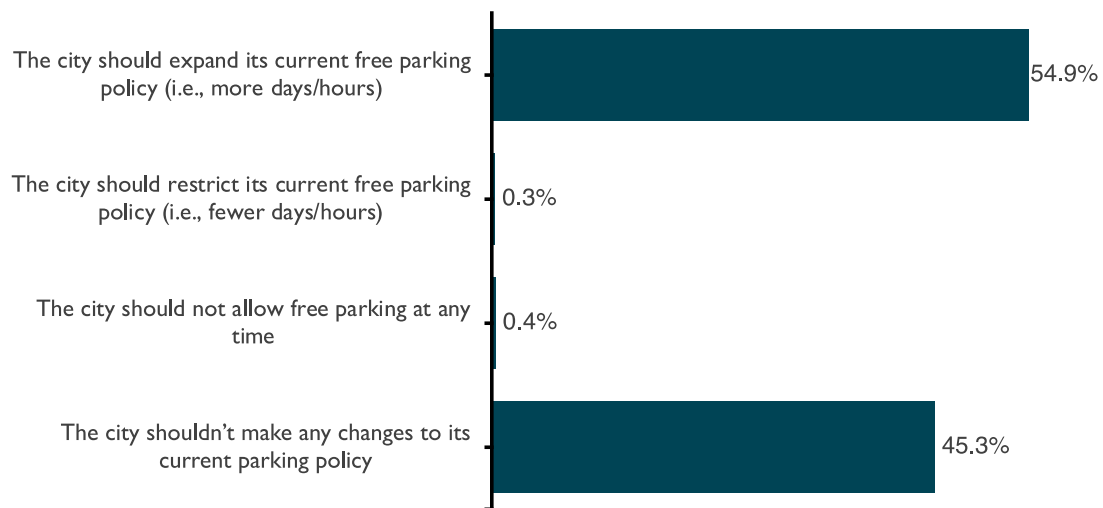 The city should expand its current free parking
policy (i.e., more days/hours)
54.9%
The city should restrict its current free parking
policy (i.e., fewer days/hours)
0.3%
The city should not allow free parking at any
time
0.4%
The city shouldn’t make any changes to its
current parking policy
45.3%